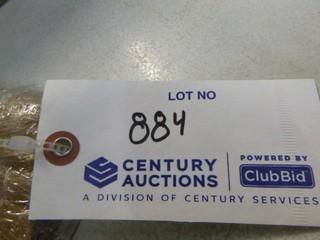 LOT NO
884
CENTURY AUCTIONS
POWERED BY
ClubBid
A DIVISION OF CENTURY SERVICES